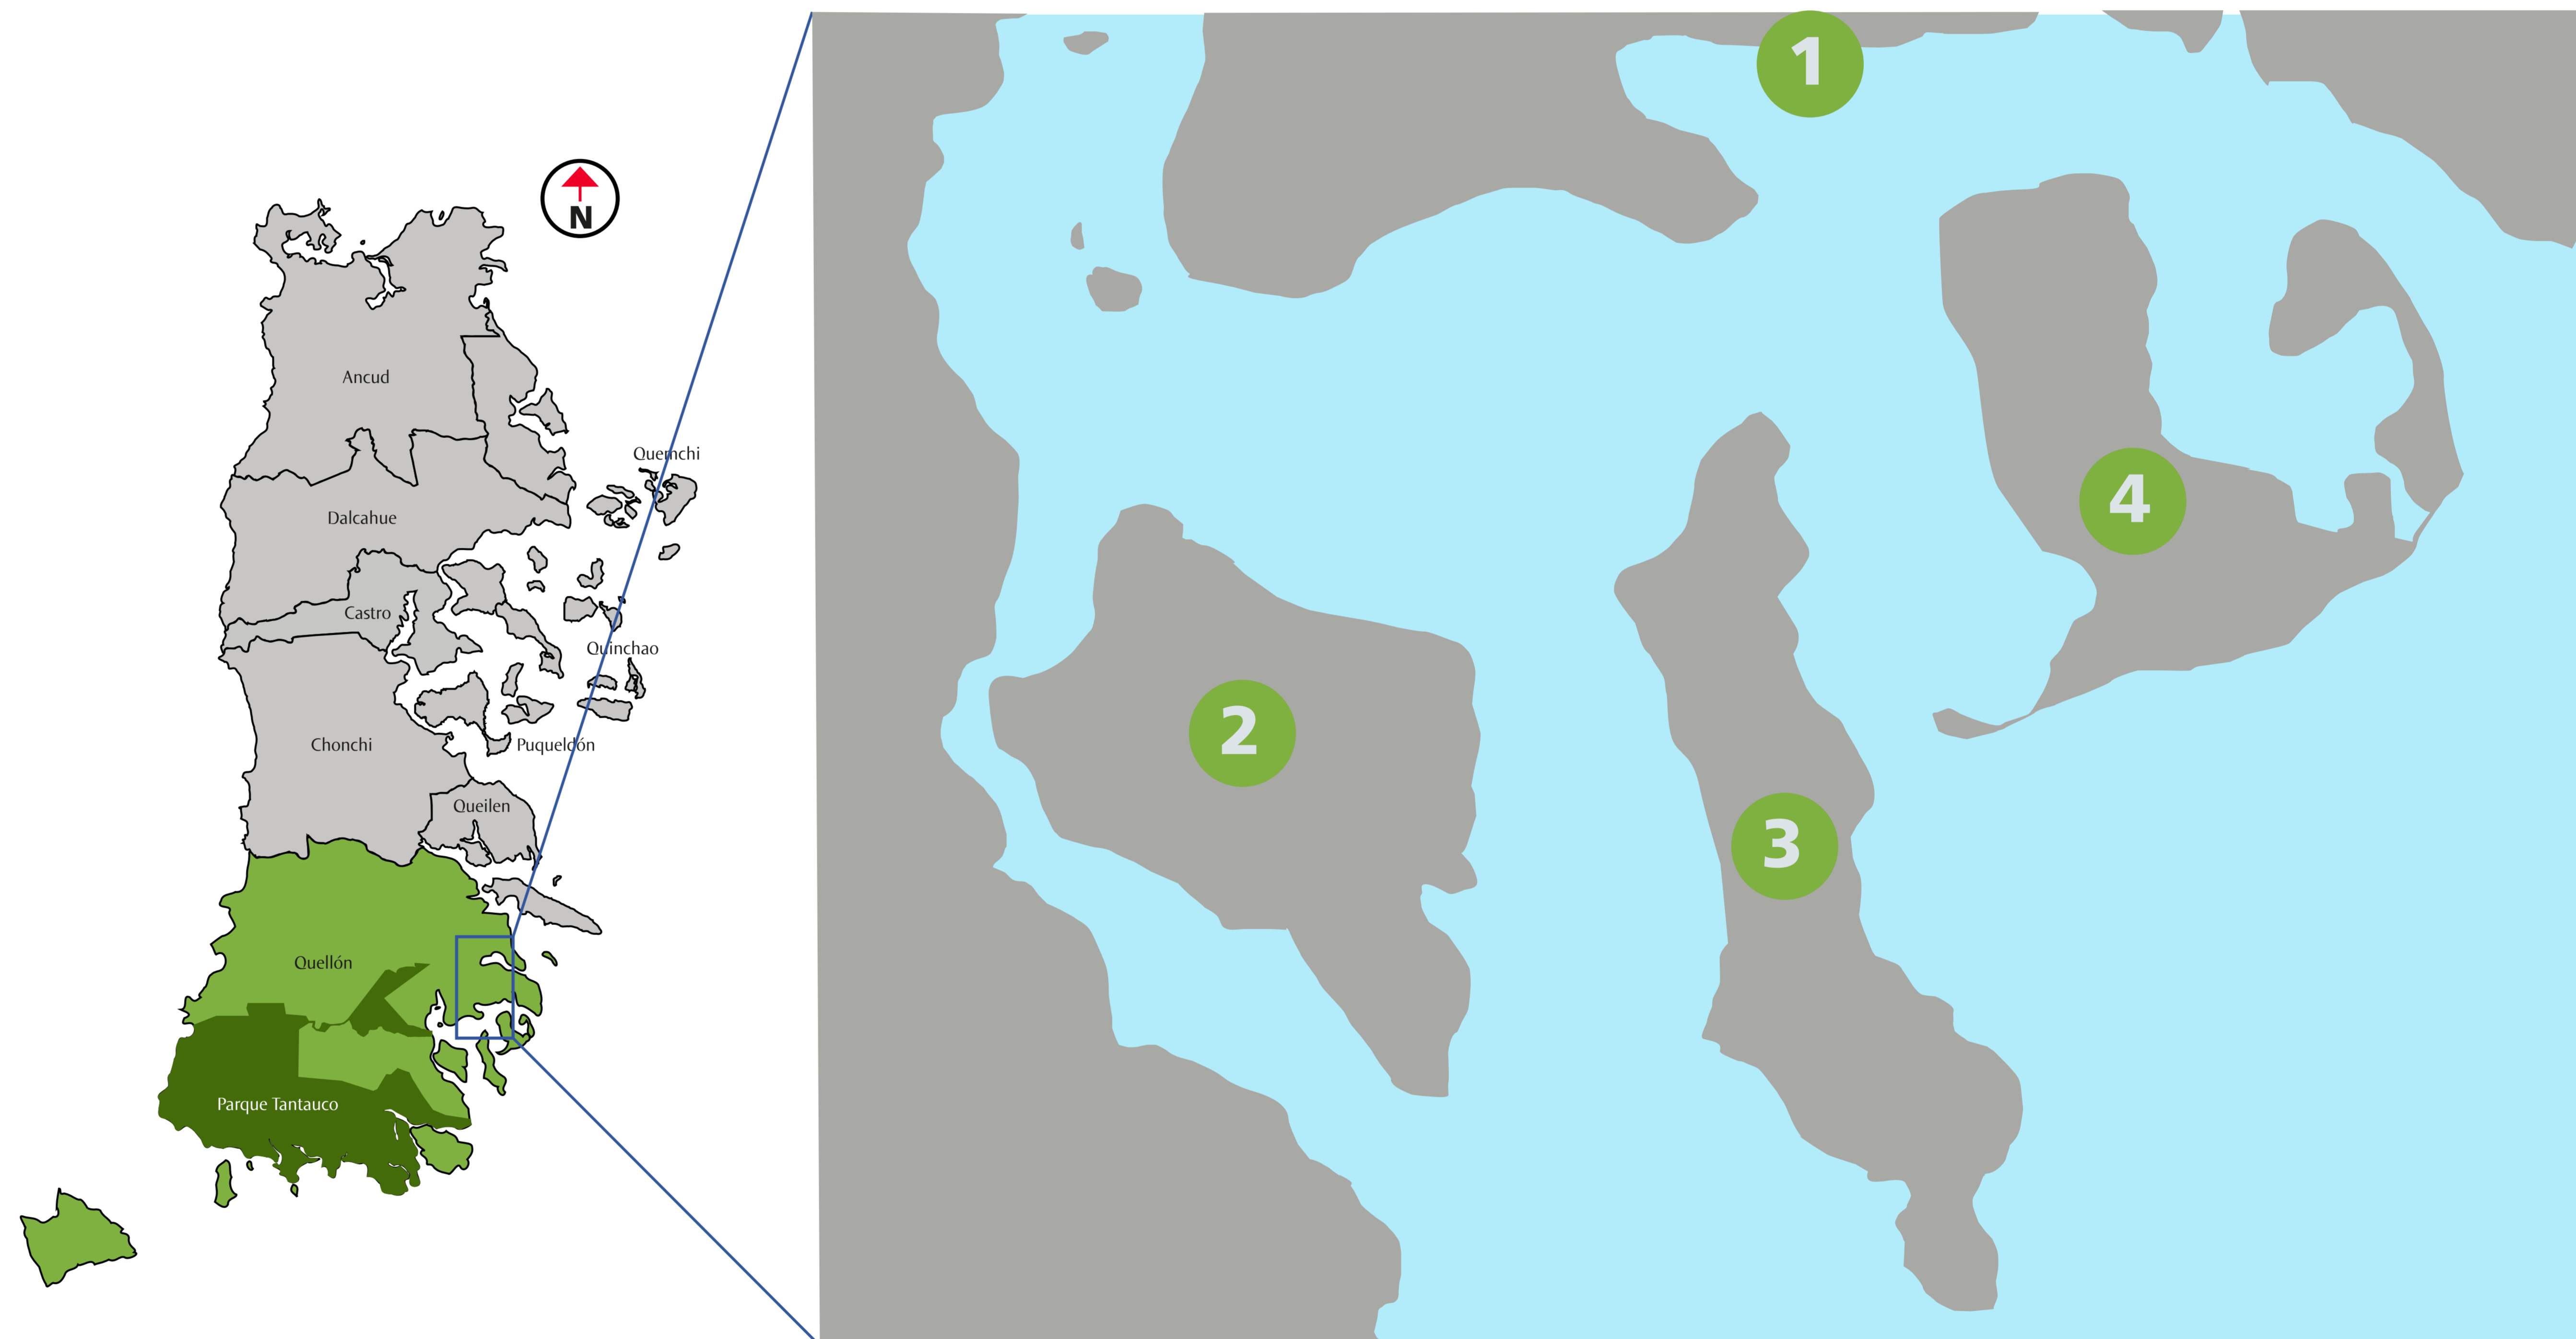 N
Ancud
Quemchi
Dalcahue
Castro
Quinchao
Chonchi
Puqueldón
Queilen
Quellón
Parque Tantauco
1
2
3
4